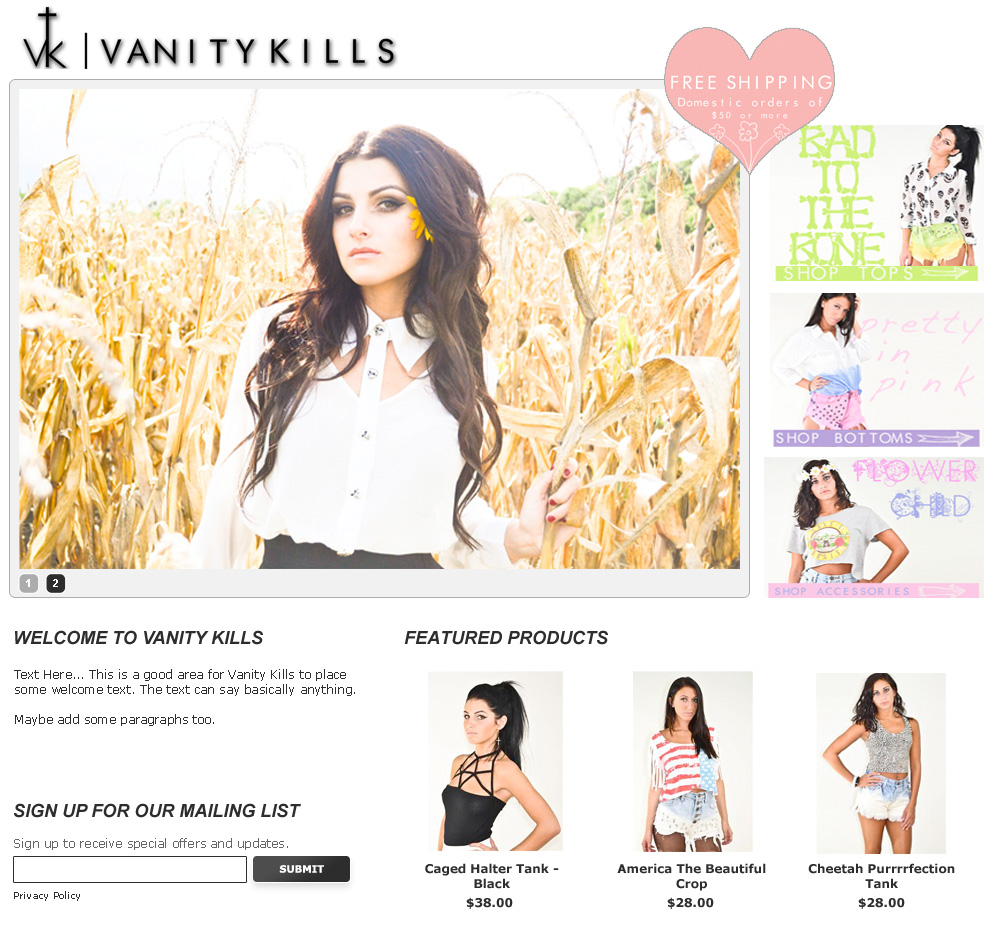 VK | VANITY KILLS
FREE SHIPPING
Domestic orders of
$50 or more
BAD
TO
THE
BONE
SHOP TOPS
pretty
in
pink
SHOP BOTTOMS
FLOWER
CHILD
SHOP ACCESSORIES
1 2
WELCOME TO VANITY KILLS
Text Here... This is a good area for Vanity Kills to place
some welcome text. The text can say basically anything.
Maybe add some paragraphs too.
SIGN UP FOR OUR MAILING LIST
Sign up to receive special offers and updates.
SUBMIT
Privacy Policy
FEATURED PRODUCTS
Caged Halter Tank -
Black
$38.00
America The Beautiful
Crop
$28.00
Cheetah Purrrrfection
Tank
$28.00